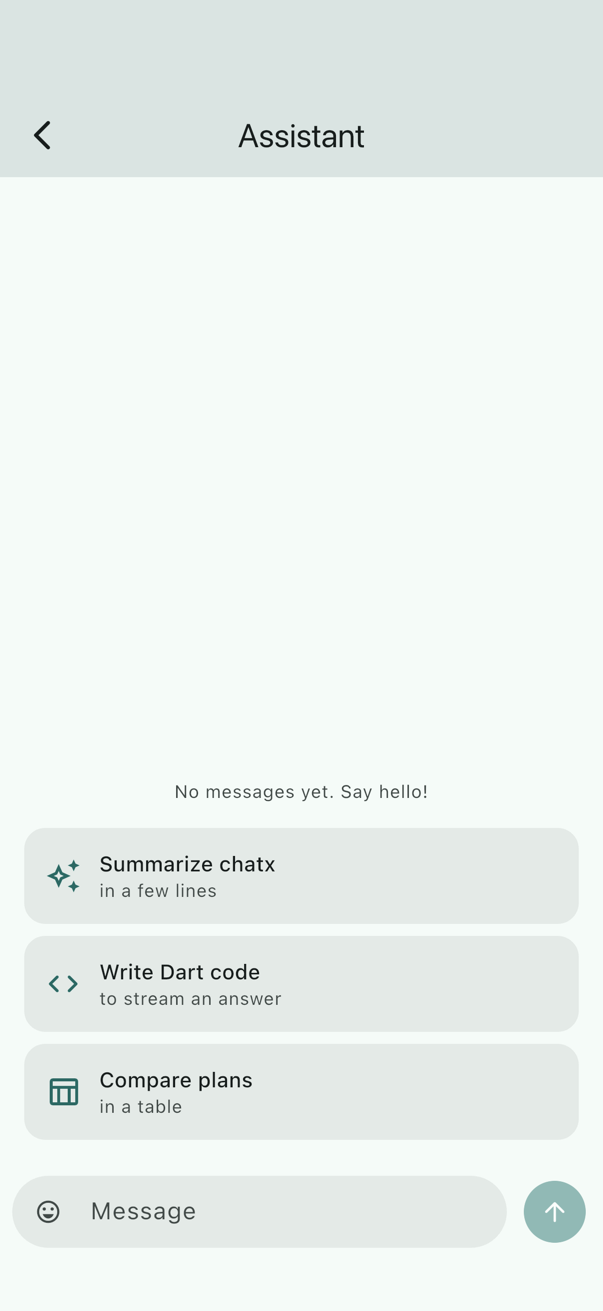 Assistant
No messages yet. Say hello!
Summarize chatx
in a few lines
Write Dart code
to stream an answer
Compare plans
in a table
Message